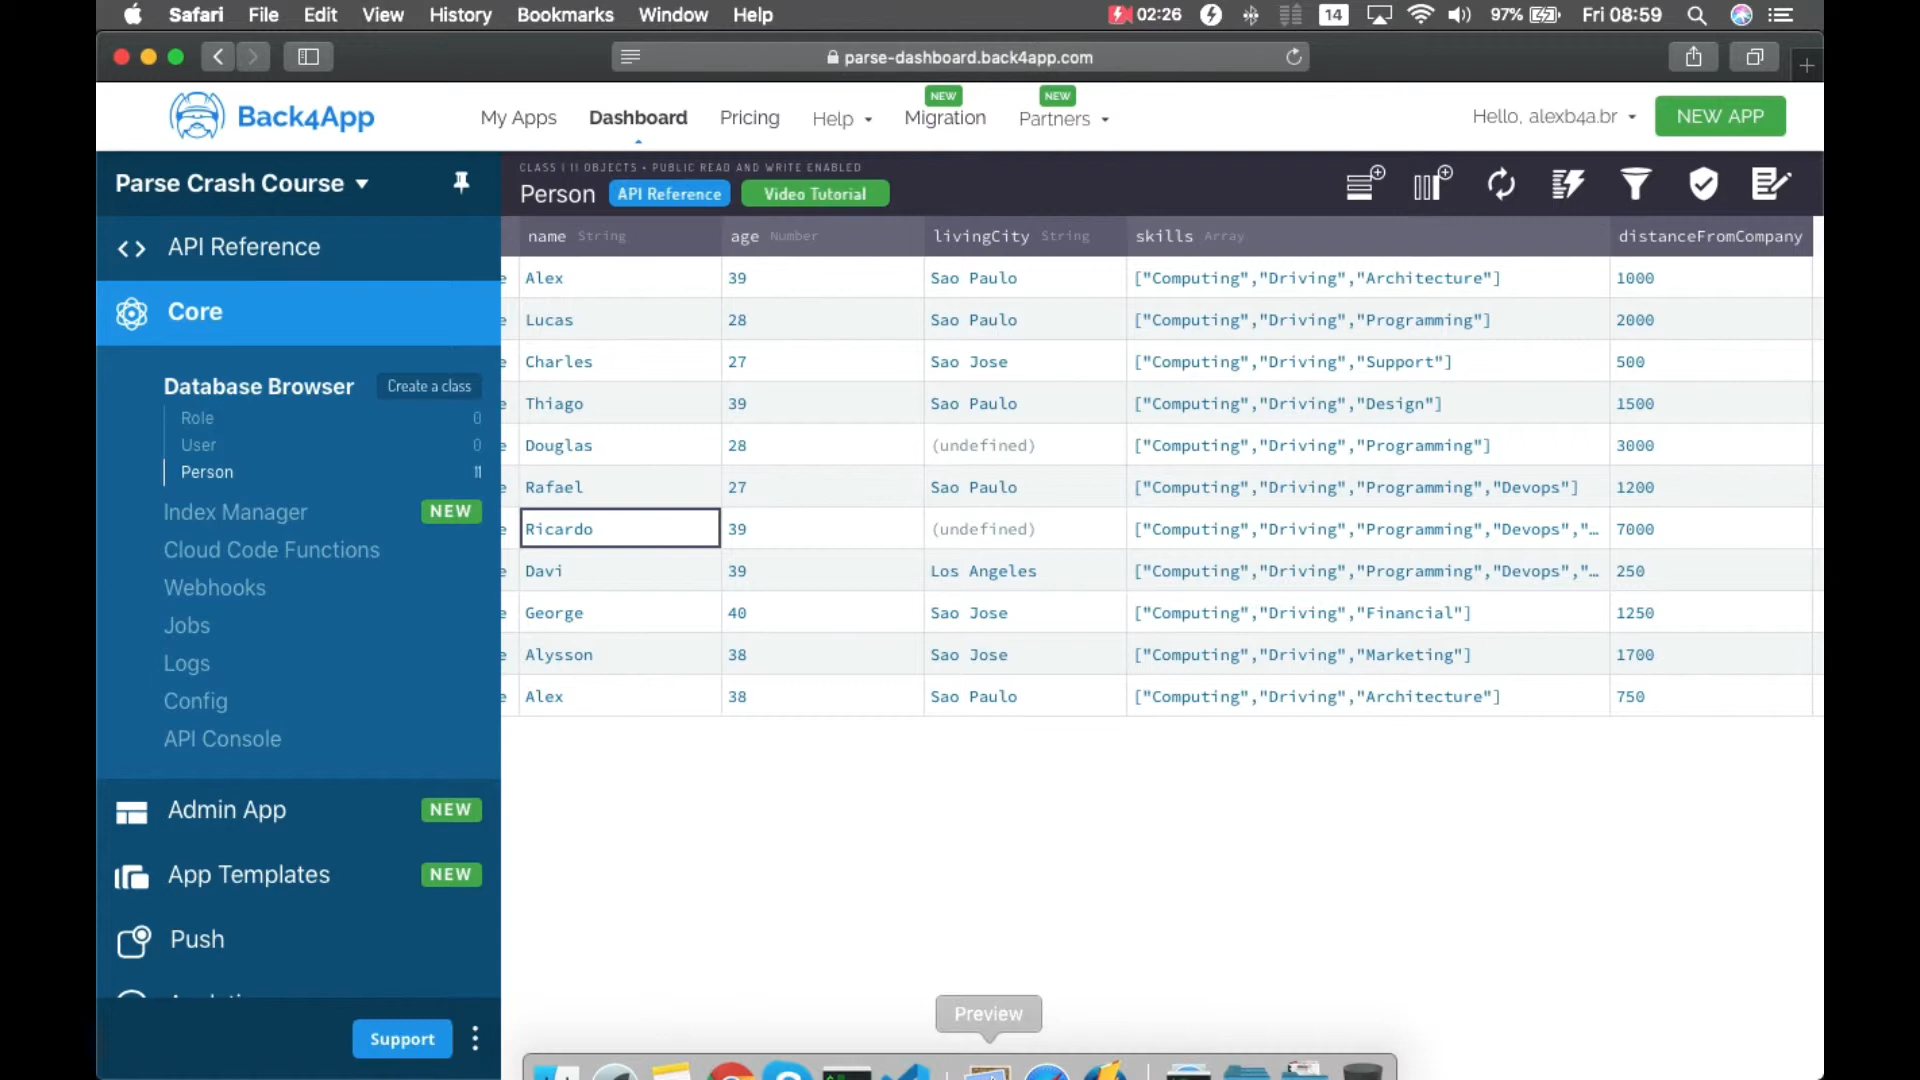 Safari File Edit View History Bookmarks Window Help 02:26 14 97% Fri 08:59
parse-dashboard.back4app.com
Back4App My Apps Dashboard Pricing Help NEW Migration NEW Partners Hello, alexb4a.br NEW APP
Parse Crash Course
CLASS | 11 OBJECTS • PUBLIC READ AND WRITE ENABLED
Person API Reference Video Tutorial
API Reference
Core
Database Browser Create a class
Role 0
User 0
Person 11
Index Manager NEW
Cloud Code Functions
Webhooks
Jobs
Logs
Config
API Console
Admin App NEW
App Templates NEW
Push
Support
name String age Number livingCity String skills Array distanceFromCompany
e Alex 39 Sao Paulo ["Computing","Driving","Architecture"] 1000
e Lucas 28 Sao Paulo ["Computing","Driving","Programming"] 2000
e Charles 27 Sao Jose ["Computing","Driving","Support"] 500
e Thiago 39 Sao Paulo ["Computing","Driving","Design"] 1500
e Douglas 28 (undefined) ["Computing","Driving","Programming"] 3000
e Rafael 27 Sao Paulo ["Computing","Driving","Programming","Devops"] 1200
e Ricardo 39 (undefined) ["Computing","Driving","Programming","Devops","… 7000
e Davi 39 Los Angeles ["Computing","Driving","Programming","Devops","… 250
e George 40 Sao Jose ["Computing","Driving","Financial"] 1250
e Alysson 38 Sao Jose ["Computing","Driving","Marketing"] 1700
e Alex 38 Sao Paulo ["Computing","Driving","Architecture"] 750
Preview